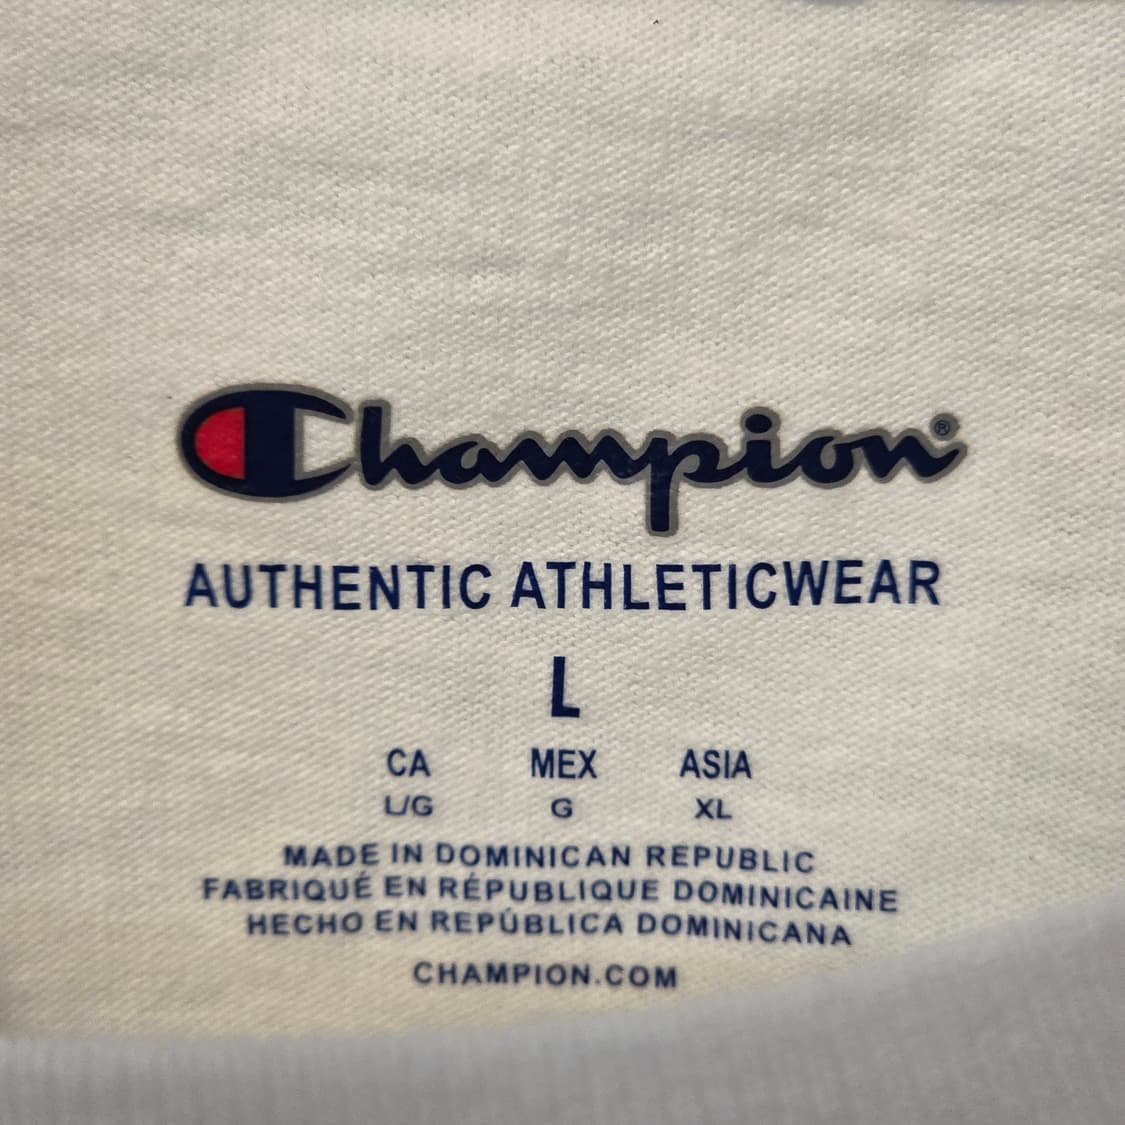 Champion®
AUTHENTIC ATHLETICWEAR
L
CA MEX ASIA
L/G G XL
MADE IN DOMINICAN REPUBLIC
FABRIQUÉ EN RÉPUBLIQUE DOMINICAINE
HECHO EN REPÚBLICA DOMINICANA
CHAMPION.COM